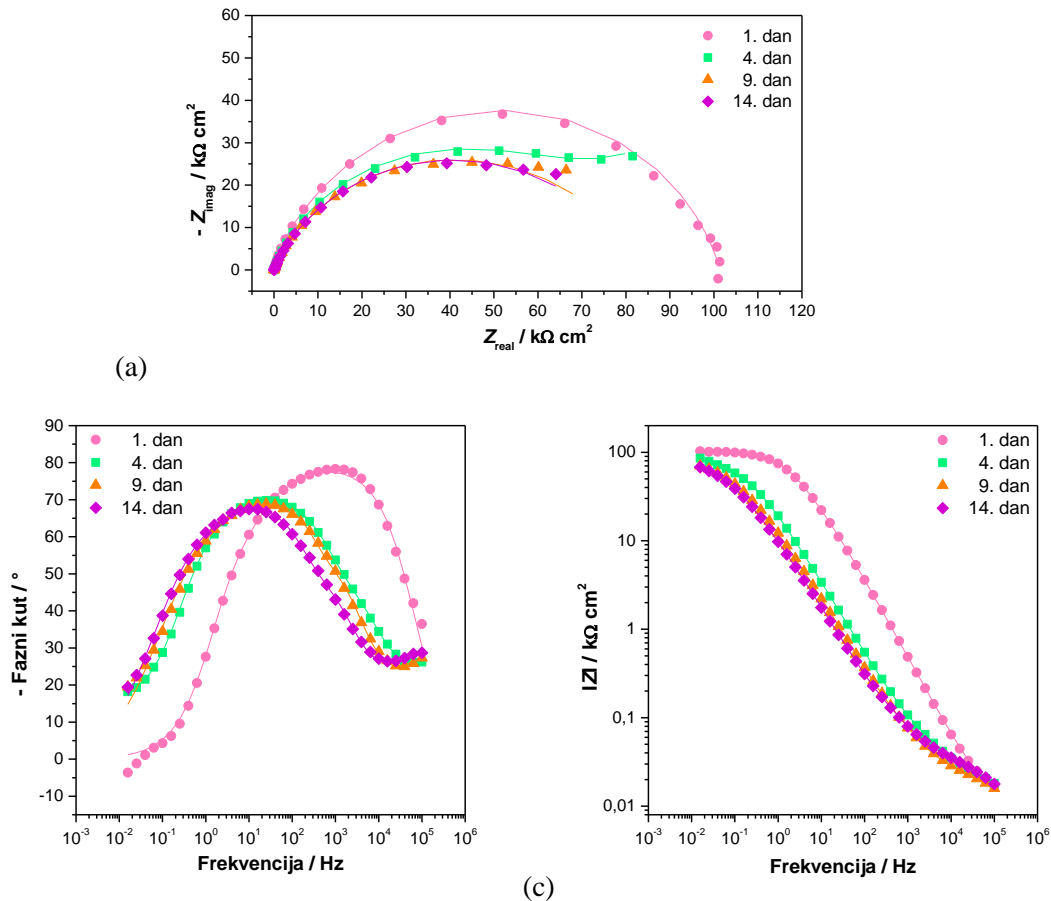 60
50
40
30
20
10
0
- Zimag / kΩ cm²
1. dan
4. dan
9. dan
14. dan
0 10 20 30 40 50 60 70 80 90 100 110 120
Zreal / kΩ cm²
(a)
90
80
70
60
50
40
30
20
10
0
-10
- Fazni kut / °
1. dan
4. dan
9. dan
14. dan
10⁻³ 10⁻² 10⁻¹ 10⁰ 10¹ 10² 10³ 10⁴ 10⁵ 10⁶
Frekvencija / Hz
100
10
1
0,1
0,01
|Z| / kΩ cm²
1. dan
4. dan
9. dan
14. dan
10⁻³ 10⁻² 10⁻¹ 10⁰ 10¹ 10² 10³ 10⁴ 10⁵ 10⁶
Frekvencija / Hz
(c)